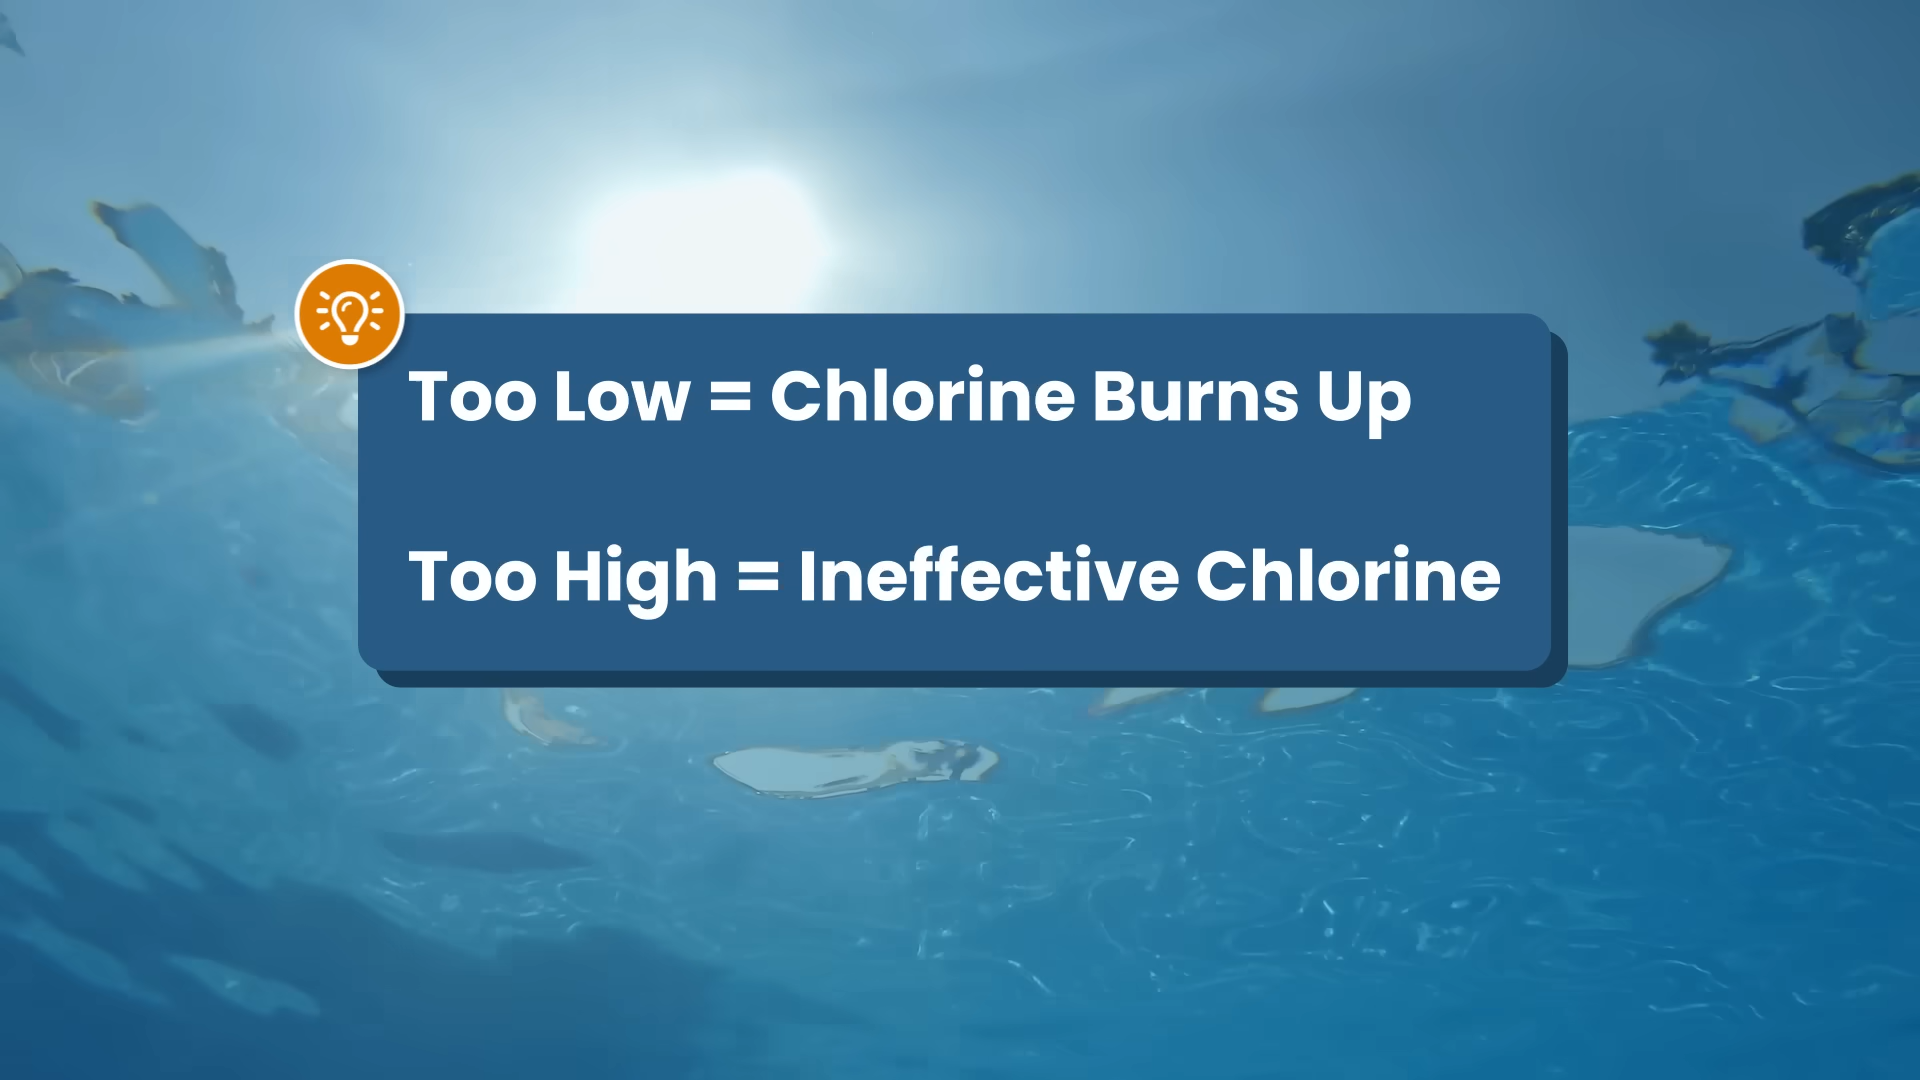 Too Low = Chlorine Burns Up
Too High = Ineffective Chlorine